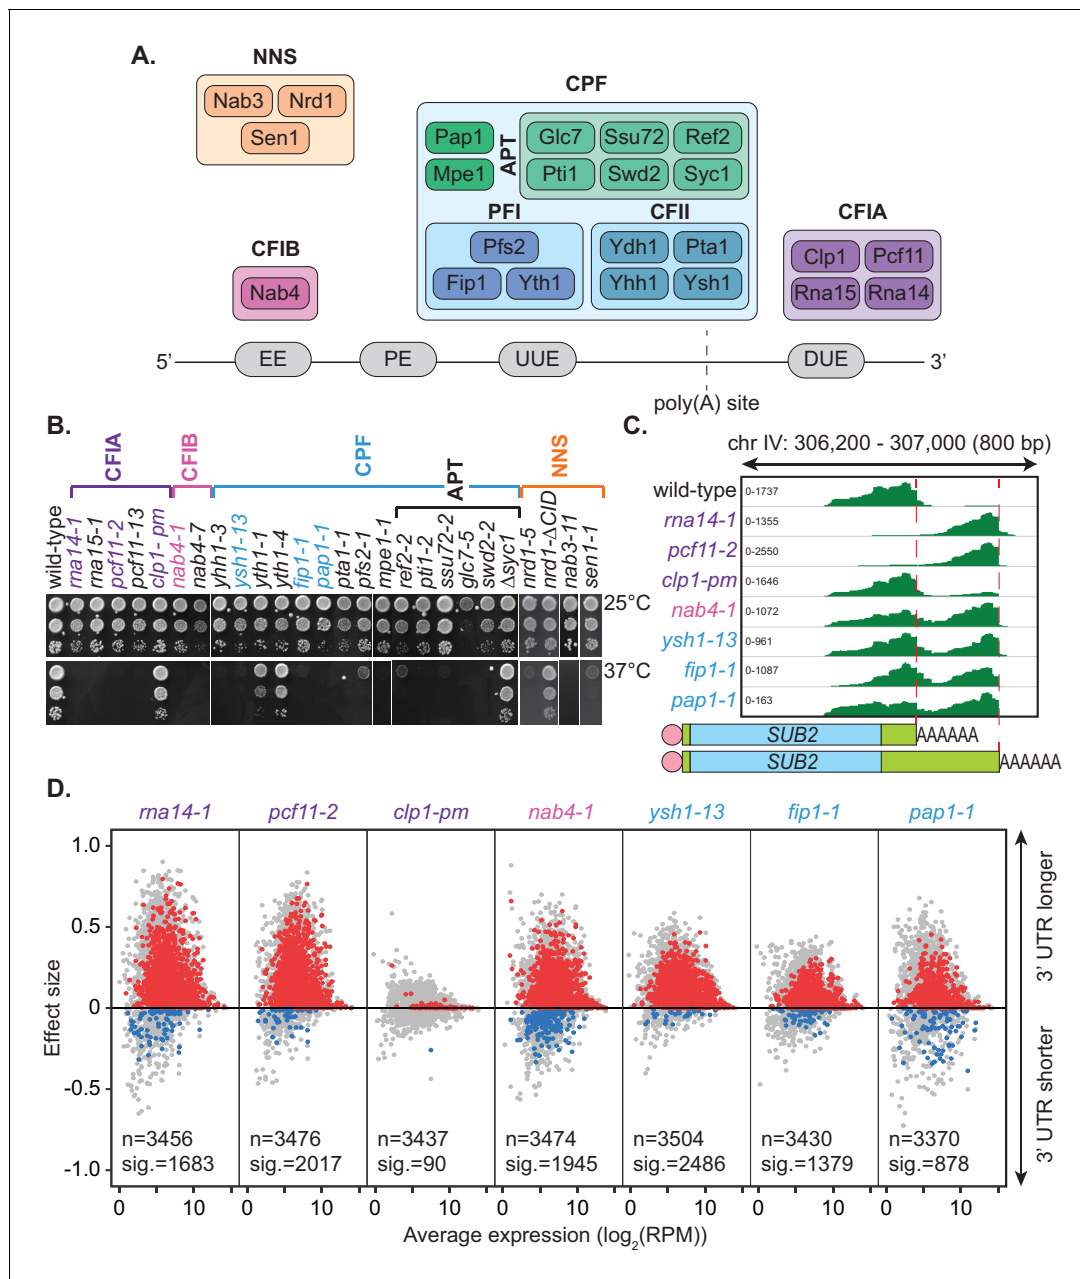 A.
NNS
Nab3 Nrd1
Sen1
CPF
Pap1
Mpe1
APT
Glc7 Ssu72 Ref2
Pti1 Swd2 Syc1
PFI
Pfs2
Fip1 Yth1
CFII
Ydh1 Pta1
Yhh1 Ysh1
CFIB
Nab4
CFIA
Clp1 Pcf11
Rna15 Rna14
5’ EE PE UUE DUE 3’
poly(A) site
B.
CFIA
CFIB
CPF
APT
NNS
wild-type
rna14-1
rna15-1
pcf11-2
pcf11-13
clp1- pm
nab4-1
nab4-7
yhh1-3
ysh1-13
yth1-1
yth1-4
fip1-1
pap1-1
pta1-1
pfs2-1
mpe1-1
ref2-2
pti1-2
ssu72-2
glc7-5
swd2-2
Δsyc1
nrd1-5
nrd1-ΔCID
nab3-11
sen1-1
25°C
37°C
C.
chr IV: 306,200 - 307,000 (800 bp)
wild-type 0-1737
rna14-1 0-1355
pcf11-2 0-2550
clp1-pm 0-1646
nab4-1 0-1072
ysh1-13 0-961
fip1-1 0-1087
pap1-1 0-163
SUB2 AAAAAA
SUB2 AAAAAA
D.
rna14-1 pcf11-2 clp1-pm nab4-1 ysh1-13 fip1-1 pap1-1
Effect size
1.0
0.5
0
-0.5
-1.0
n=3456
sig.=1683
n=3476
sig.=2017
n=3437
sig.=90
n=3474
sig.=1945
n=3504
sig.=2486
n=3430
sig.=1379
n=3370
sig.=878
0 10 0 10 0 10 0 10 0 10 0 10 0 10
Average expression (log2(RPM))
3’ UTR longer
3’ UTR shorter